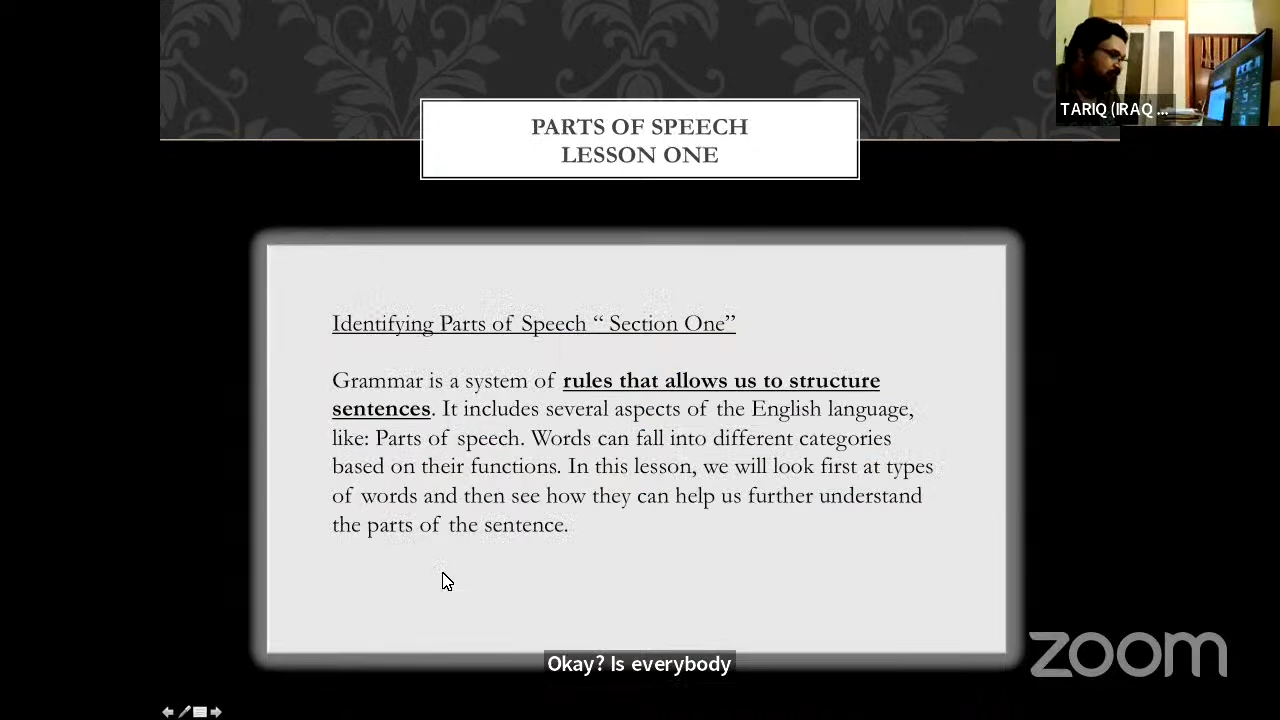 PARTS OF SPEECH
LESSON ONE
TARIQ (IRAQ ...
Identifying Parts of Speech “ Section One”
Grammar is a system of rules that allows us to structure
sentences. It includes several aspects of the English language,
like: Parts of speech. Words can fall into different categories
based on their functions. In this lesson, we will look first at types
of words and then see how they can help us further understand
the parts of the sentence.
Okay? Is everybody
zoom